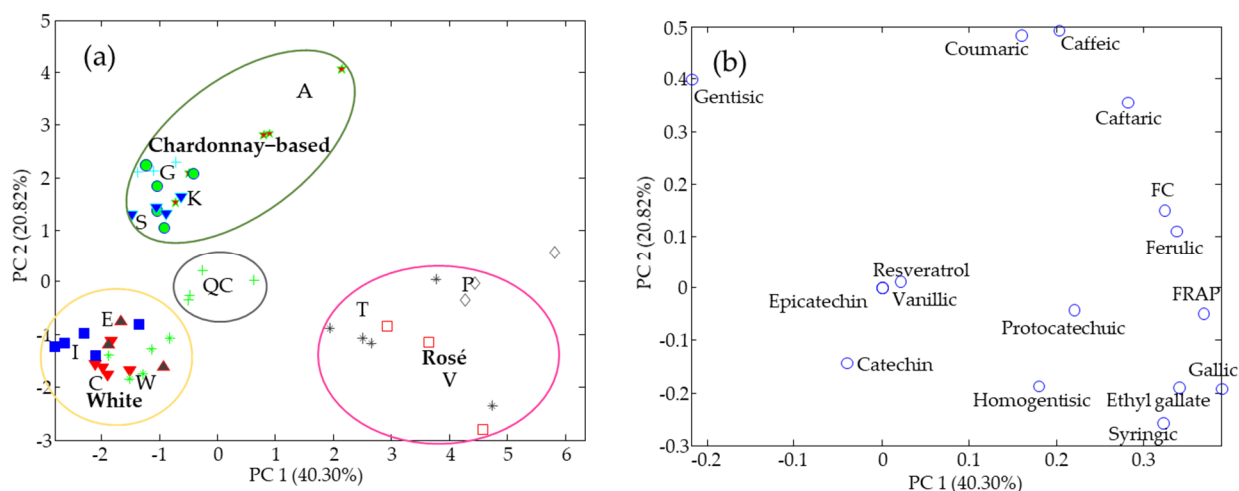 (a)
A
Chardonnay–based
G
K
S
QC
P
T
E
Rosé
V
I
C
W
White
5
4
3
2
1
0
-1
-2
-3
-2
-1
0
1
2
3
4
5
6
PC 2 (20.82%)
PC 1 (40.30%)
(b)
Coumaric
Caffeic
Gentisic
Caftaric
FC
Ferulic
Resveratrol
Epicatechin
Vanillic
FRAP
Protocatechuic
Catechin
Gallic
Homogentisic
Ethyl gallate
Syringic
0.5
0.4
0.3
0.2
0.1
0
-0.1
-0.2
-0.3
-0.2
-0.1
0
0.1
0.2
0.3
PC 2 (20.82%)
PC 1 (40.30%)